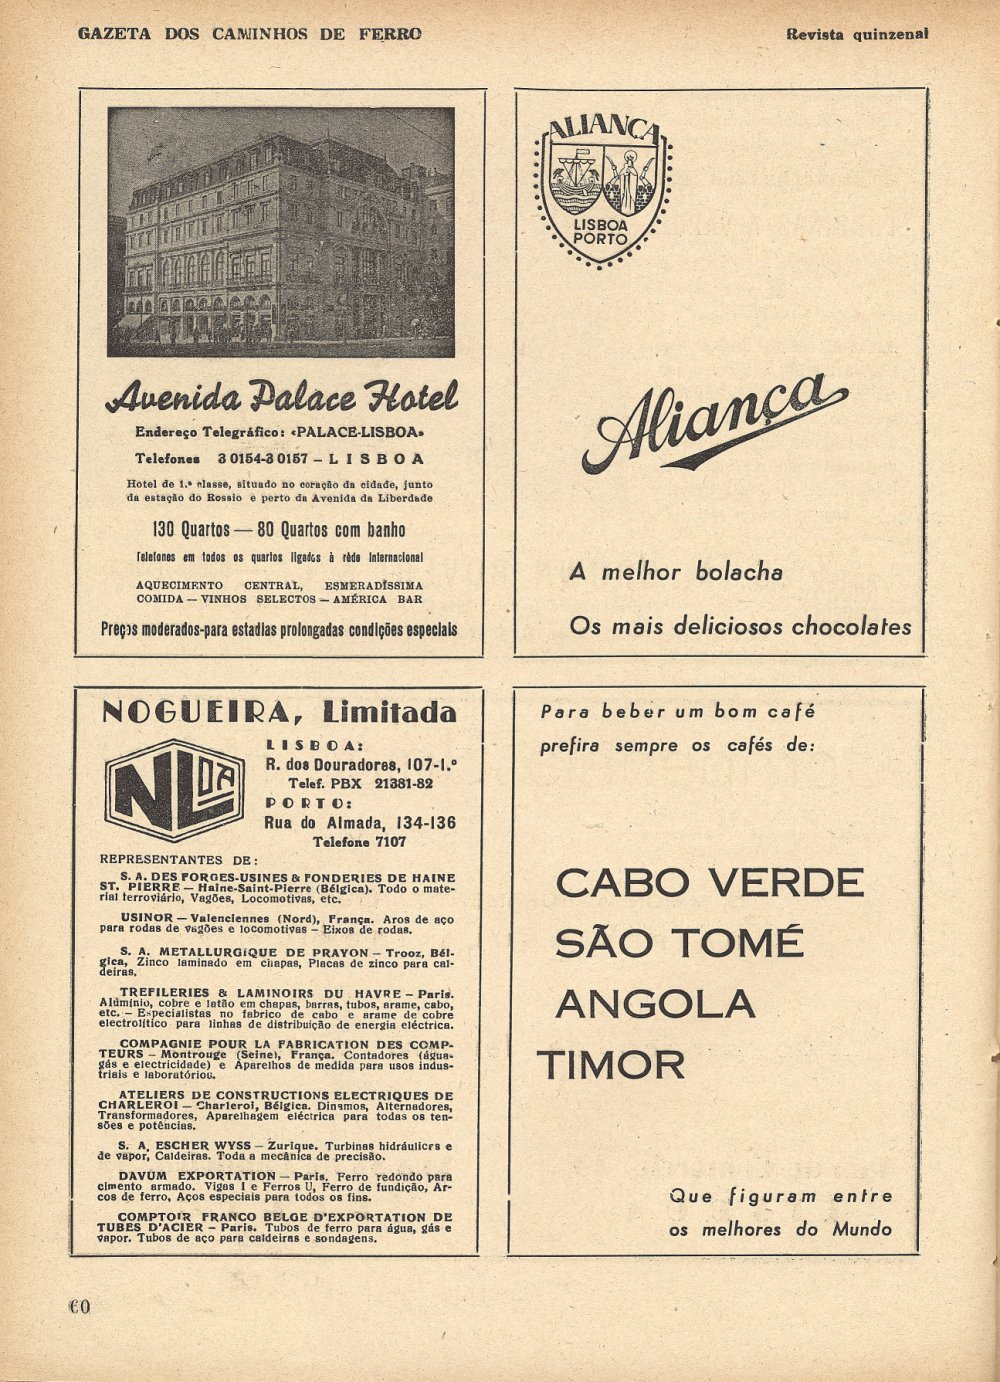 GAZETA DOS CAMINHOS DE FERRO
Revista quinzenal
Avenida Palace Hotel
Endereço Telegráfico: «PALACE-LISBOA»
Telefones 3 0154-3 0157 – LISBOA
Hotel de 1.ª classe, situado no coração da cidade, junto
da estação do Rossio e perto da Avenida da Liberdade
130 Quartos — 80 Quartos com banho
Telefones em todos os quartos ligados à rêde Internacional
AQUECIMENTO CENTRAL, ESMERADÍSSIMA
COMIDA — VINHOS SELECTOS — AMÉRICA BAR
Preços moderados-para estadias prolongadas condições especiais
ALIANÇA
LISBOA
PORTO
Aliança
A melhor bolacha
Os mais deliciosos chocolates
NOGUEIRA, Limitada
NLDA
LISBOA:
R. dos Douradores, 107-1.º
Telef. PBX 21381-82
PORTO:
Rua do Almada, 134-136
Telefone 7107
REPRESENTANTES DE:
S. A. DES FORGES-USINES & FONDERIES DE HAINE
ST. PIERRE — Haine-Saint-Pierre (Bélgica). Todo o mate-
rial ferroviário, Vagões, Locomotivas, etc.
USINOR — Valenciennes (Nord), França. Aros de aço
para rodas de vagões e locomotivas — Eixos de rodas.
S. A. METALLURGIQUE DE PRAYON — Trooz, Bél-
gica, Zinco laminado em chapas, Placas de zinco para cal-
deiras.
TREFILERIES & LAMINOIRS DU HAVRE — Paris.
Alumínio, cobre e latão em chapas, barras, tubos, arame, cabo,
etc. — Especialistas no fabrico de cabo e arame de cobre
electrolítico para linhas de distribuição de energia eléctrica.
COMPAGNIE POUR LA FABRICATION DES COMP-
TEURS — Montrouge (Seine), França. Contadores (água-
gás e electricidade) e Aparelhos de medida para usos indus-
triais e laboratórios.
ATELIERS DE CONSTRUCTIONS ELECTRIQUES DE
CHARLEROI — Charleroi, Bélgica. Dinamos, Alternadores,
Transformadores, Aparelhagem eléctrica para todas os ten-
sões e potências.
S. A. ESCHER WYSS — Zurique. Turbinas hidráulicas e
de vapor, Caldeiras. Toda a mecânica de precisão.
DAVUM EXPORTATION — Paris. Ferro redondo para
cimento armado. Vigas I e Ferros U, Ferro de fundição, Ar-
cos de ferro, Aços especiais para todos os fins.
COMPTOIR FRANCO BELGE D'EXPORTATION DE
TUBES D'ACIER — Paris. Tubos de ferro para água, gás e
vapor. Tubos de aço para caldeiras e sondagens.
Para beber um bom café
prefira sempre os cafés de:
CABO VERDE
SÃO TOMÉ
ANGOLA
TIMOR
Que figuram entre
os melhores do Mundo
60